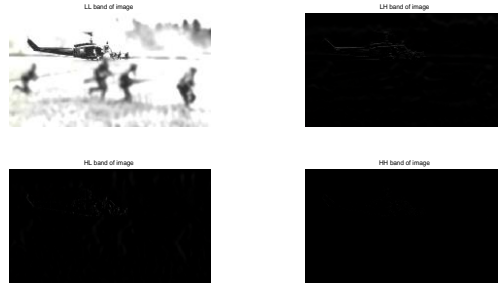 LL band of image
LH band of image
HL band of image
HH band of image